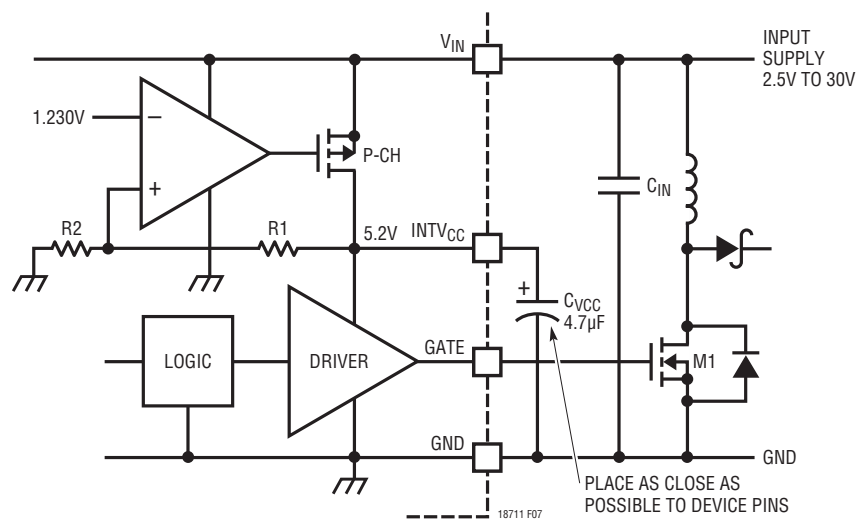 V_IN
INPUT
SUPPLY
2.5V TO 30V
1.230V
−
+
P-CH
C_IN
R2
R1
5.2V
INTV_CC
+
C_VCC
4.7µF
LOGIC
DRIVER
GATE
M1
GND
GND
PLACE AS CLOSE AS
POSSIBLE TO DEVICE PINS
18711 F07